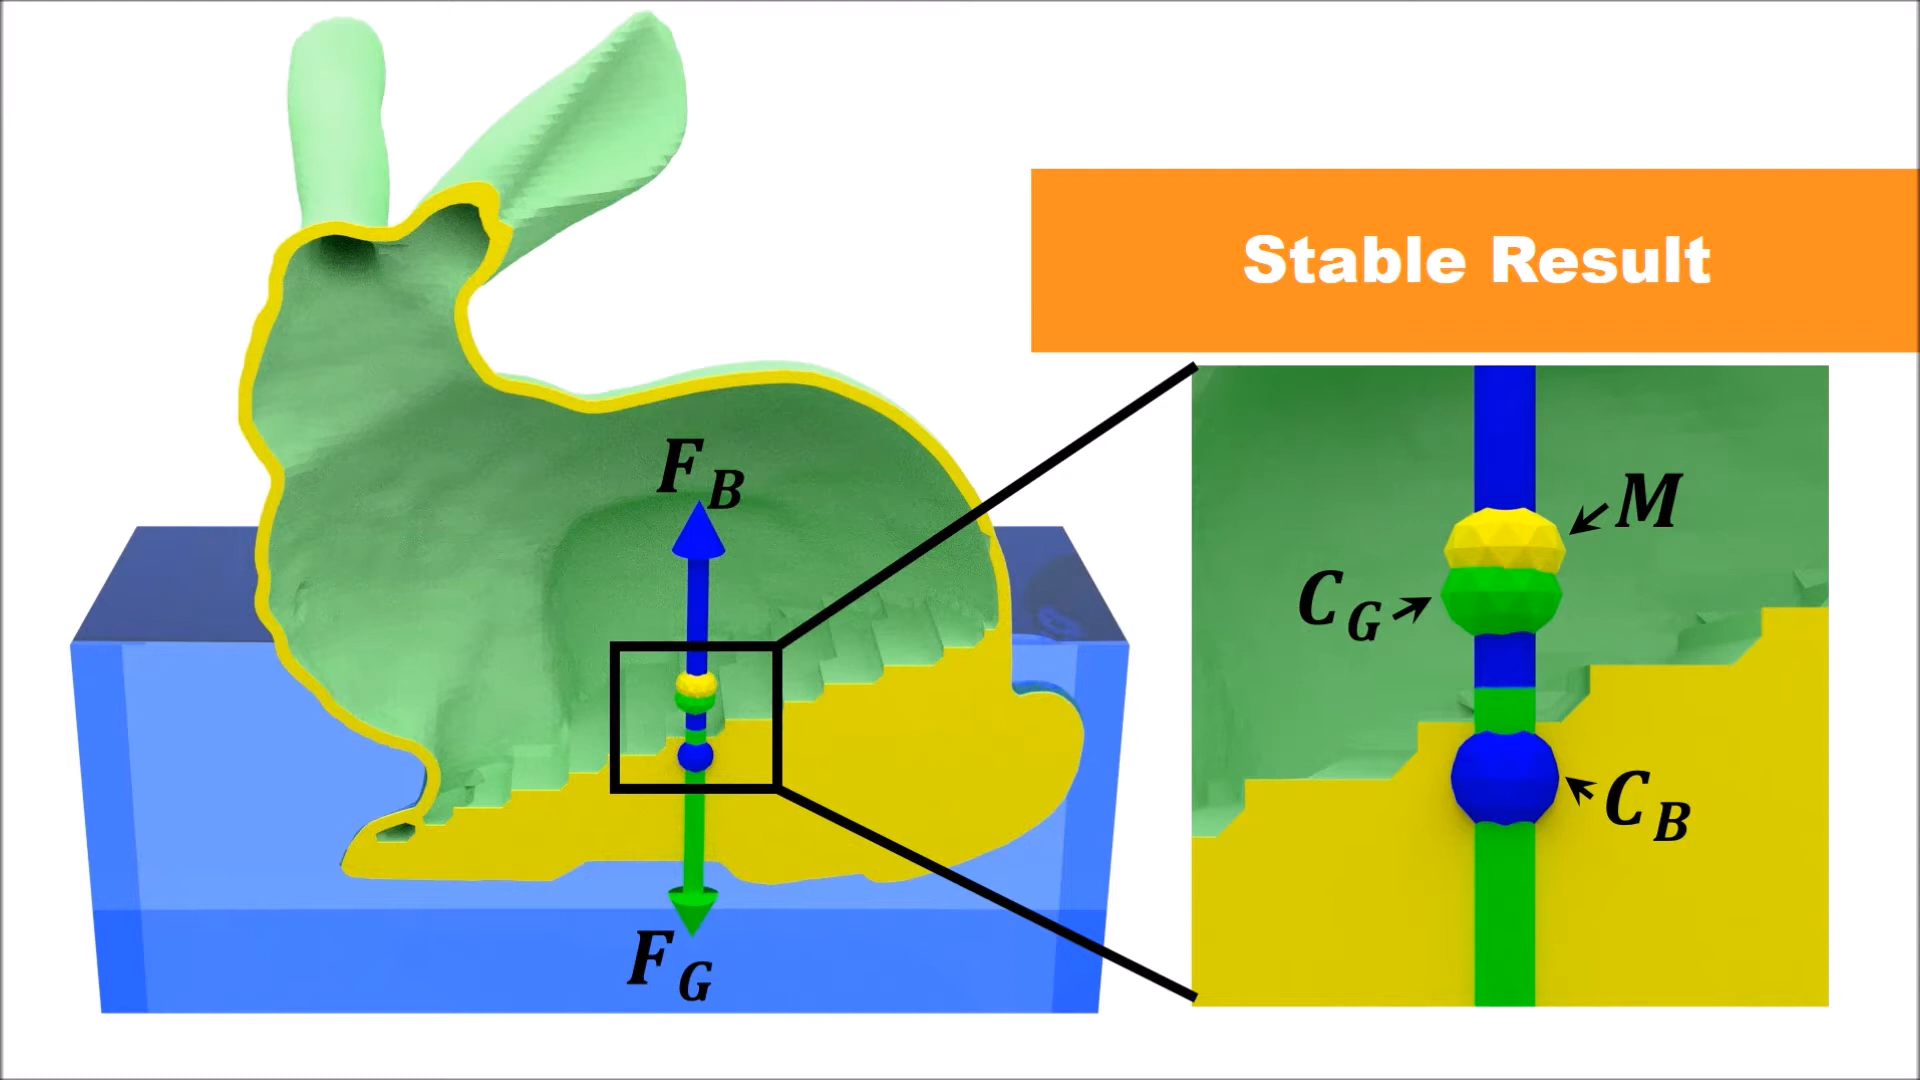 Stable Result
F_B
M
C_G
C_B
F_G